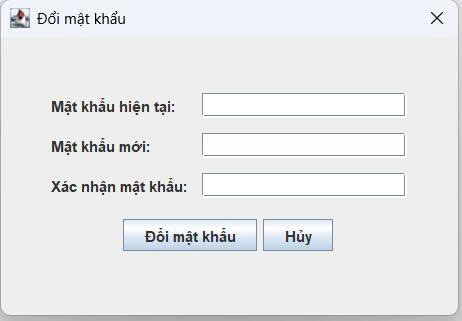 Đổi mật khẩu
Mật khẩu hiện tại:
Mật khẩu mới:
Xác nhận mật khẩu:
Đổi mật khẩu
Hủy